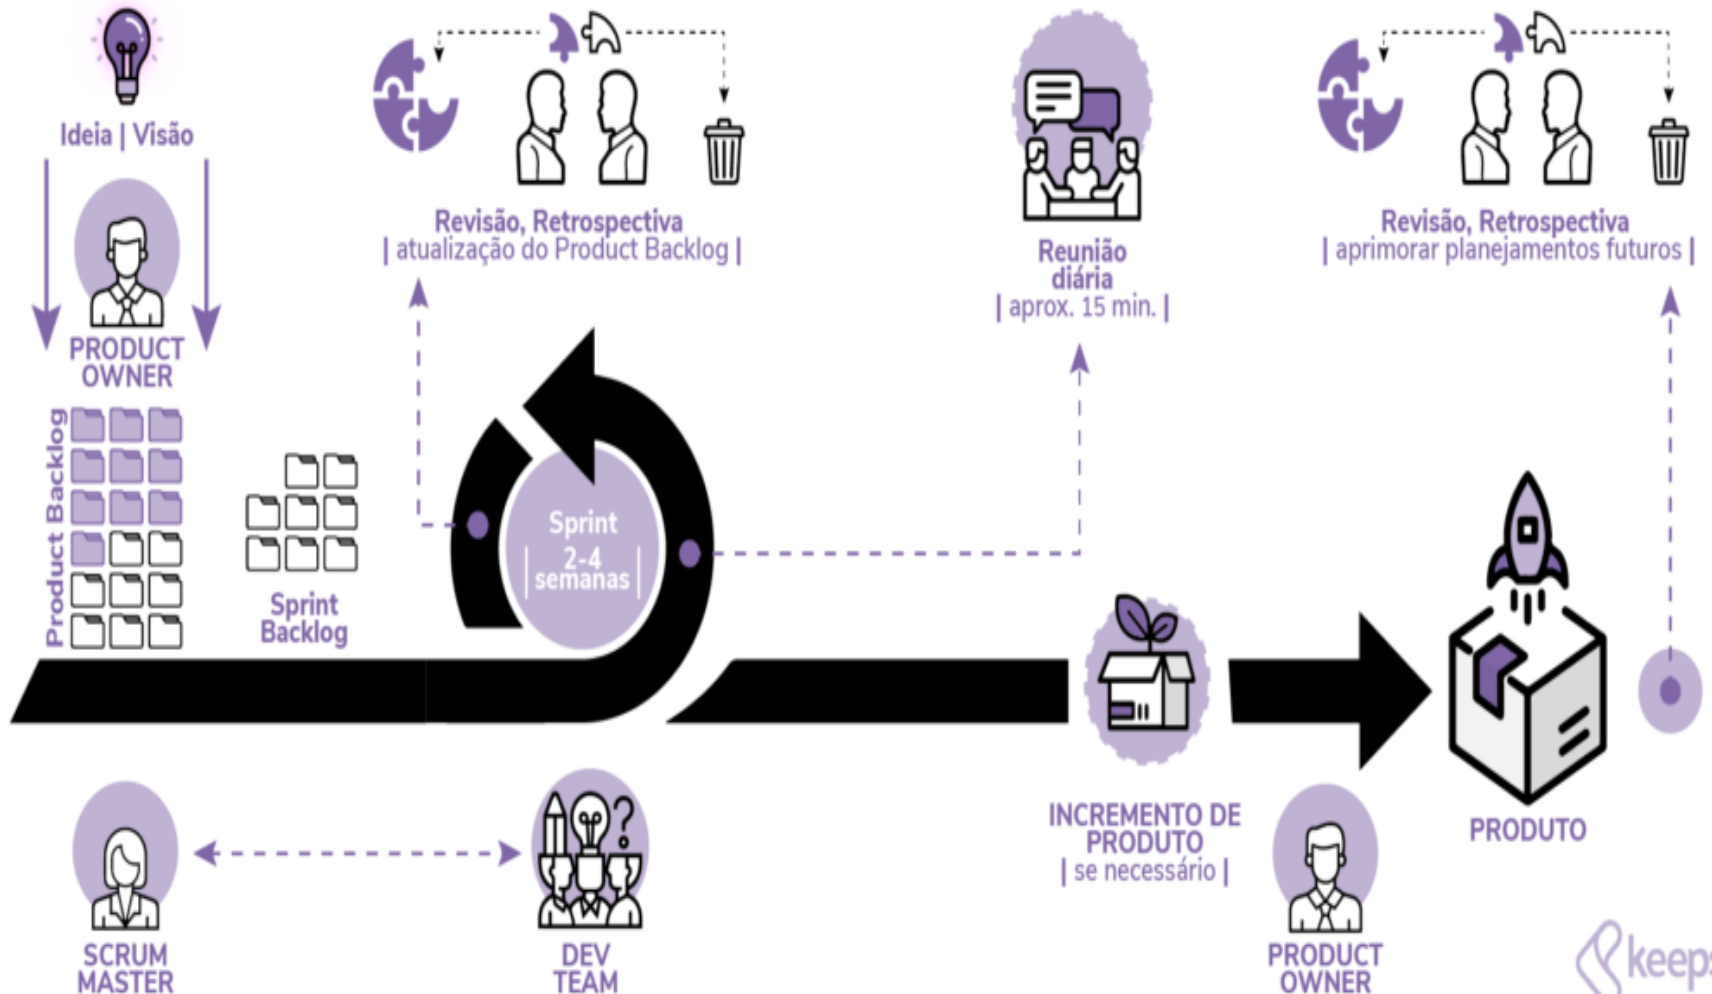 Ideia | Visão
PRODUCT
OWNER
Product Backlog
Sprint
Backlog
Revisão, Retrospectiva
| atualização do Product Backlog |
Sprint
| 2-4
semanas |
Reunião
diária
| aprox. 15 min. |
Revisão, Retrospectiva
| aprimorar planejamentos futuros |
INCREMENTO DE
PRODUTO
| se necessário |
PRODUTO
SCRUM
MASTER
DEV
TEAM
PRODUCT
OWNER
keeps